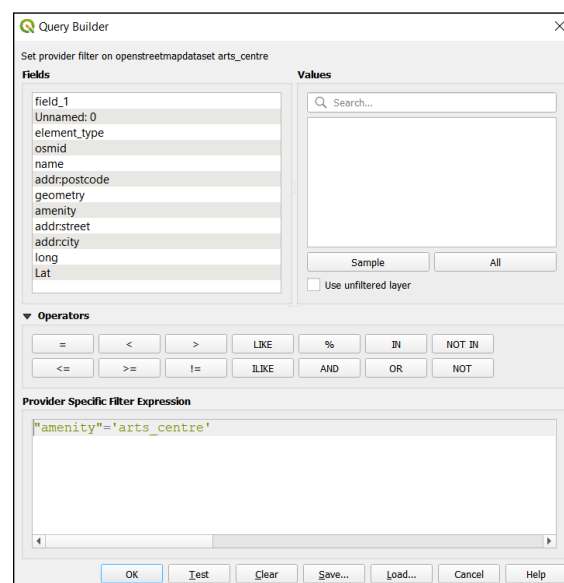 Query Builder
Set provider filter on openstreetmapdataset arts_centre
Fields
Values
field_1
Unnamed: 0
element_type
osmid
name
addr:postcode
geometry
amenity
addr:street
addr:city
long
Lat
Search...
Sample All
Use unfiltered layer
Operators
= < > LIKE % IN NOT IN
<= >= != ILIKE AND OR NOT
Provider Specific Filter Expression
"amenity"='arts_centre'
OK Test Clear Save... Load... Cancel Help